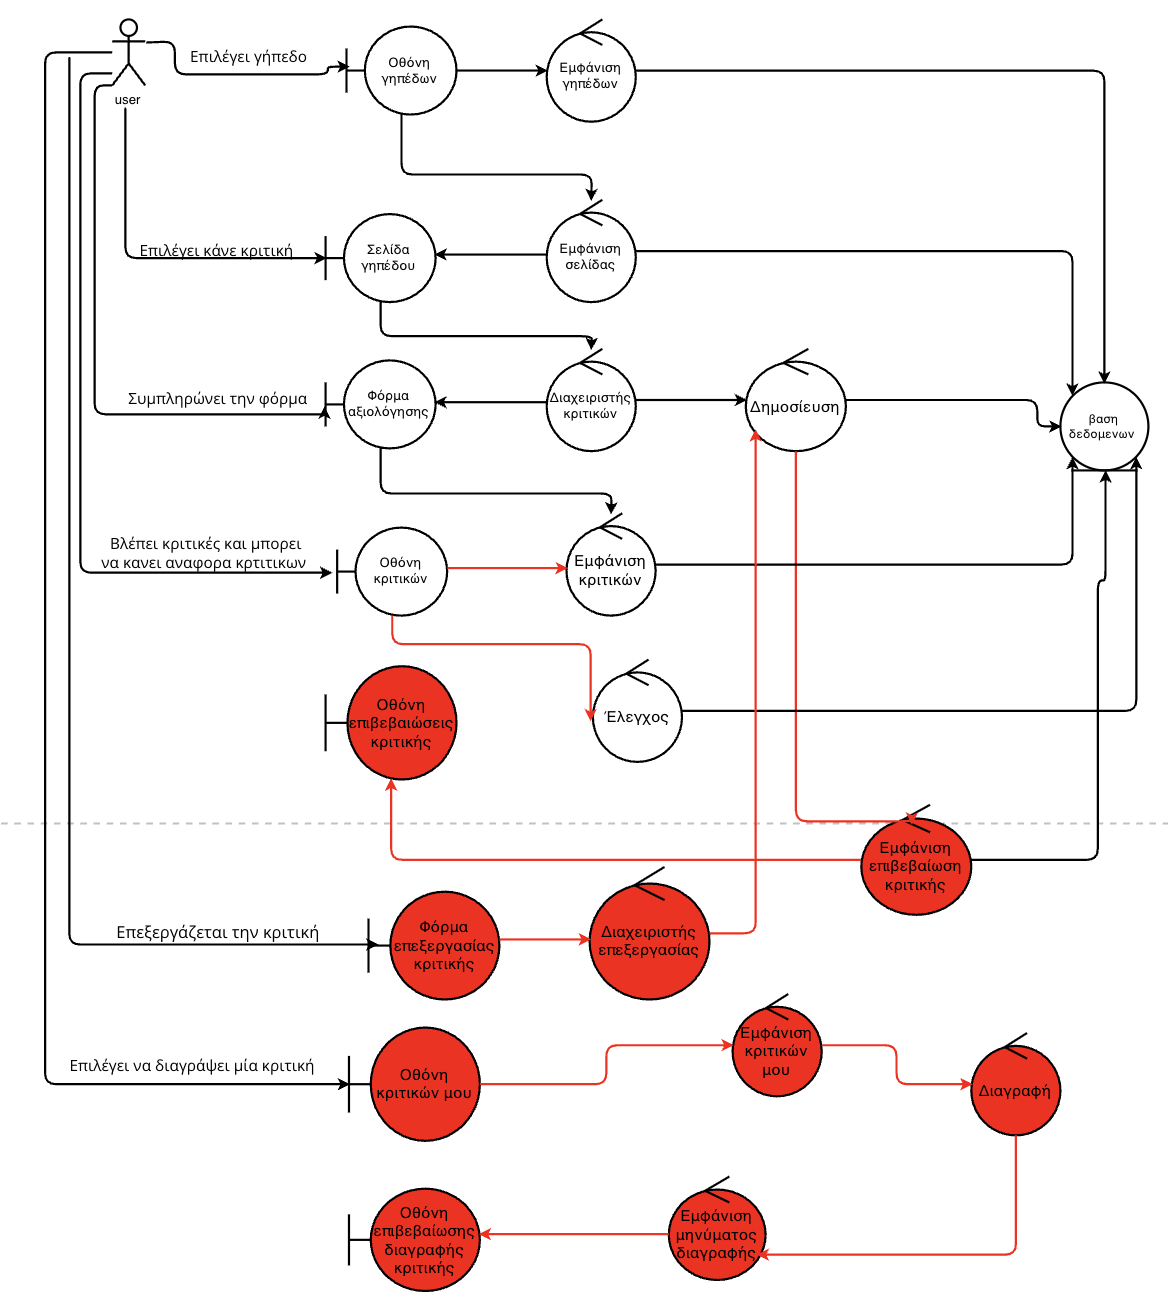 user
Επιλέγει γήπεδο
Οθόνη
γηπέδων
Εμφάνιση
γηπέδων
Επιλέγει κάνε κριτική
Σελίδα
γηπέδου
Εμφάνιση
σελίδας
Συμπληρώνει την φόρμα
Φόρμα
αξιολόγησης
Διαχειριστής
κριτικών
Δημοσίευση
βαση
δεδομενων
Βλέπει κριτικές και μπορει
να κανει αναφορα κρτιτικων
Οθόνη
κριτικών
Εμφάνιση
κριτικών
Οθόνη
επιβεβαιώσεις
κριτικής
Έλεγχος
Εμφάνιση
επιβεβαίωση
κριτικής
Επεξεργάζεται την κριτική
Φόρμα
επεξεργασίας
κριτικής
Διαχειριστής
επεξεργασίας
Επιλέγει να διαγράψει μία κριτική
Οθόνη
κριτικών μου
Εμφάνιση
κριτικών
μου
Διαγραφή
Οθόνη
επιβεβαίωσης
διαγραφής
κριτικής
Εμφάνιση
μηνύματος
διαγραφής